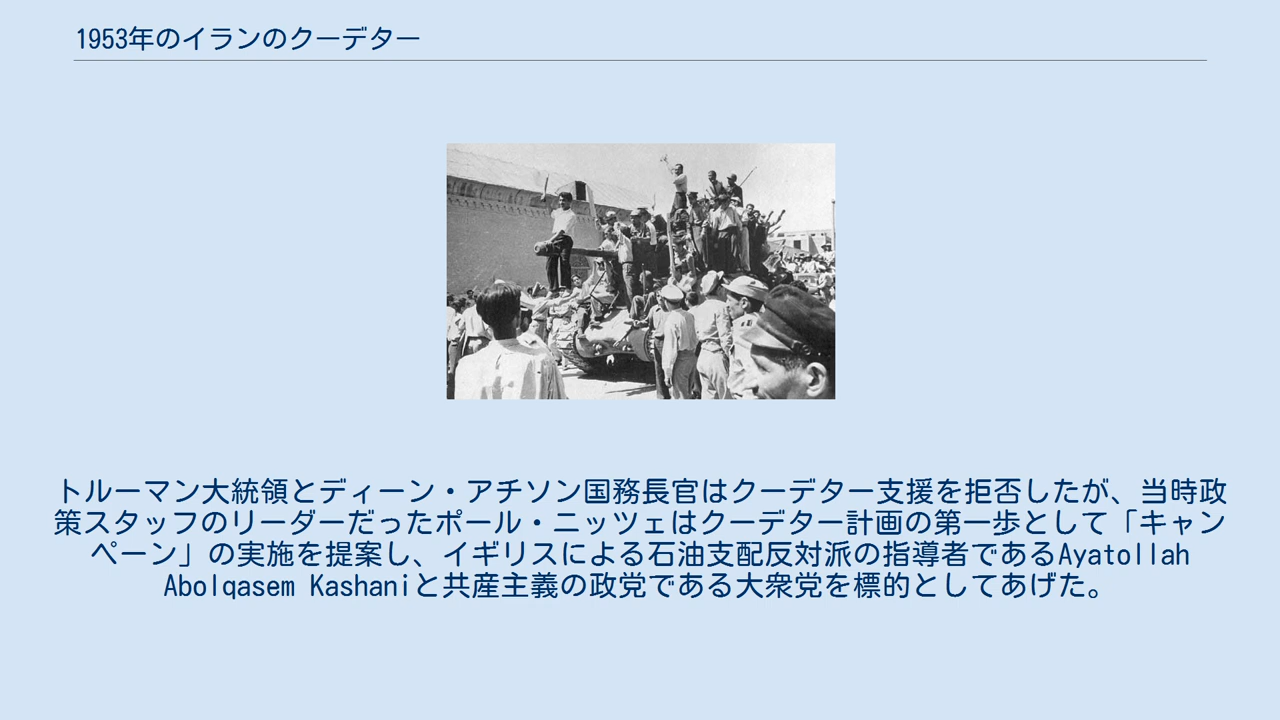 1953年のイランのクーデター
トルーマン大統領とディーン・アチソン国務長官はクーデター支援を拒否したが、当時政
策スタッフのリーダーだったポール・ニッツェはクーデター計画の第一歩として「キャン
ペーン」の実施を提案し、イギリスによる石油支配反対派の指導者であるAyatollah
Abolqasem Kashaniと共産主義の政党である大衆党を標的としてあげた。